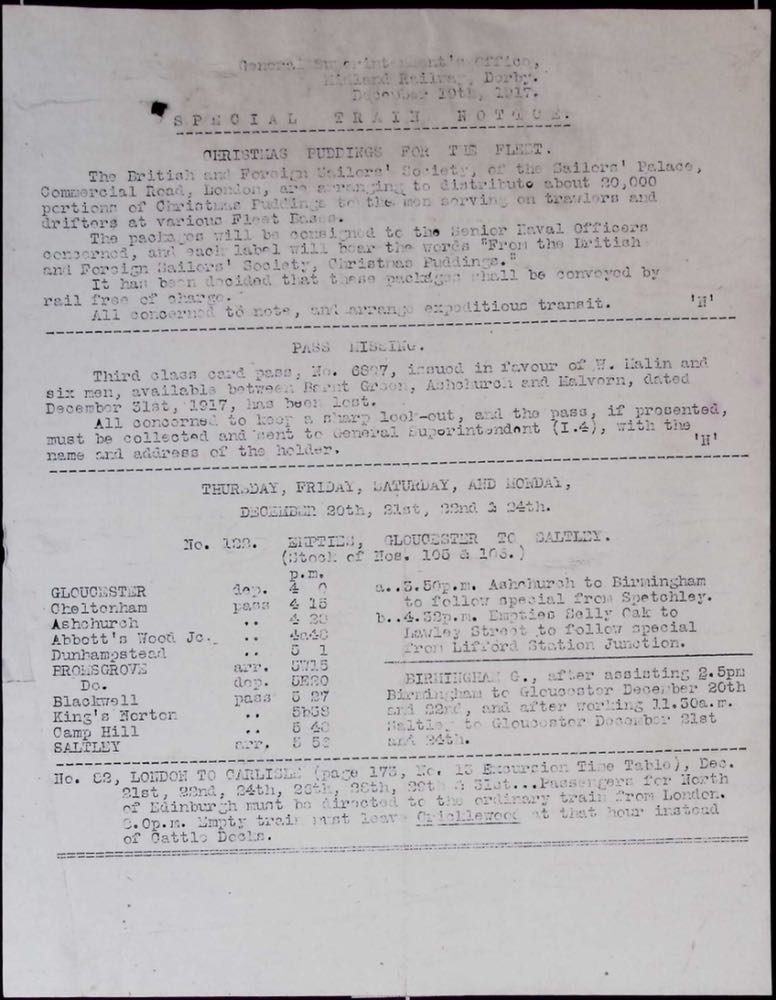 General Superintendent's Office,
Midland Railway, Derby.
December 19th, 1917.
SPECIAL TRAIN NOTICE.
CHRISTMAS PUDDINGS FOR THE FLEET.
The British and Foreign Sailors' Society, of the Sailors' Palace,
Commercial Road, London, are arranging to distribute about 20,000
portions of Christmas Puddings to the men serving on trawlers and
drifters at various Fleet Bases.
The packages will be consigned to the Senior Naval Officers
concerned, and each label will bear the words "From the British
and Foreign Sailors' Society, Christmas Puddings."
It has been decided that these packages shall be conveyed by
rail free of charge.
All concerned to note, and arrange expeditious transit. 'H'
PASS MISSING.
Third class card pass, No. 6887, issued in favour of W. Malin and
six men, available between Barnt Green, Ashchurch and Malvern, dated
December 31st, 1917, has been lost.
All concerned to keep a sharp look-out, and the pass, if presented,
must be collected and sent to General Superintendent (I.4), with the
name and address of the holder. 'H'
THURSDAY, FRIDAY, SATURDAY, AND MONDAY,
DECEMBER 20th, 21st, 22nd & 24th.
No. 122. EMPTIES, GLOUCESTER TO SALTLEY.
(Stock of Nos. 105 & 106.)
p.m.
GLOUCESTER dep. 4 0
Cheltenham pass 4 15
Ashchurch .. 4
Abbott's Wood Jc. .. 4a40
Dunhampstead .. 5 1
BROMSGROVE arr. 5W15
Do. dep. 5E20
Blackwell pass 5 27
King's Norton .. 5b38
Camp Hill .. 5
SALTLEY arr. 5
a..3.50p.m. Ashchurch to Birmingham
to follow special from Spetchley.
b..4.32p.m. Empties Selly Oak to
Lawley Street to follow special
from Lifford Station Junction.
BIRMINGHAM G., after assisting 2.5pm
Birmingham to Gloucester December 20th
and 22nd, and after working 11.30a.m.
Saltley to Gloucester December 21st
and 24th.
No. 82, LONDON TO CARLISLE (page 173, No. 13 Excursion Time Table), Dec.
21st, 22nd, 24th, 26th, 28th, 29th & 31st...Passengers for North
of Edinburgh must be directed to the ordinary train from London.
Empty train must leave Cricklewood at that hour instead
of Cattle Docks.